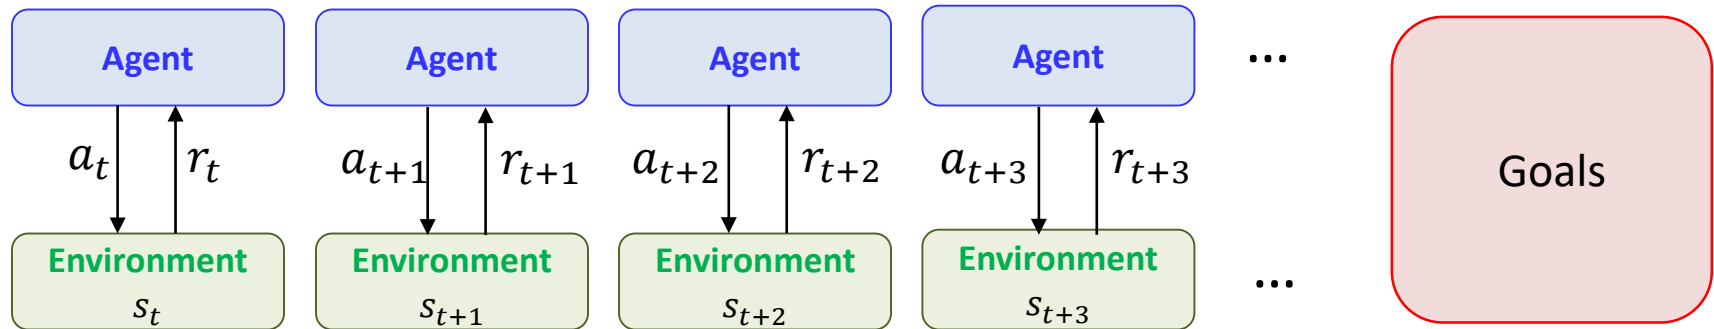 Agent
Agent
Agent
Agent
...
a_t
r_t
a_{t+1}
r_{t+1}
a_{t+2}
r_{t+2}
a_{t+3}
r_{t+3}
Goals
Environment
s_t
Environment
s_{t+1}
Environment
s_{t+2}
Environment
s_{t+3}
...